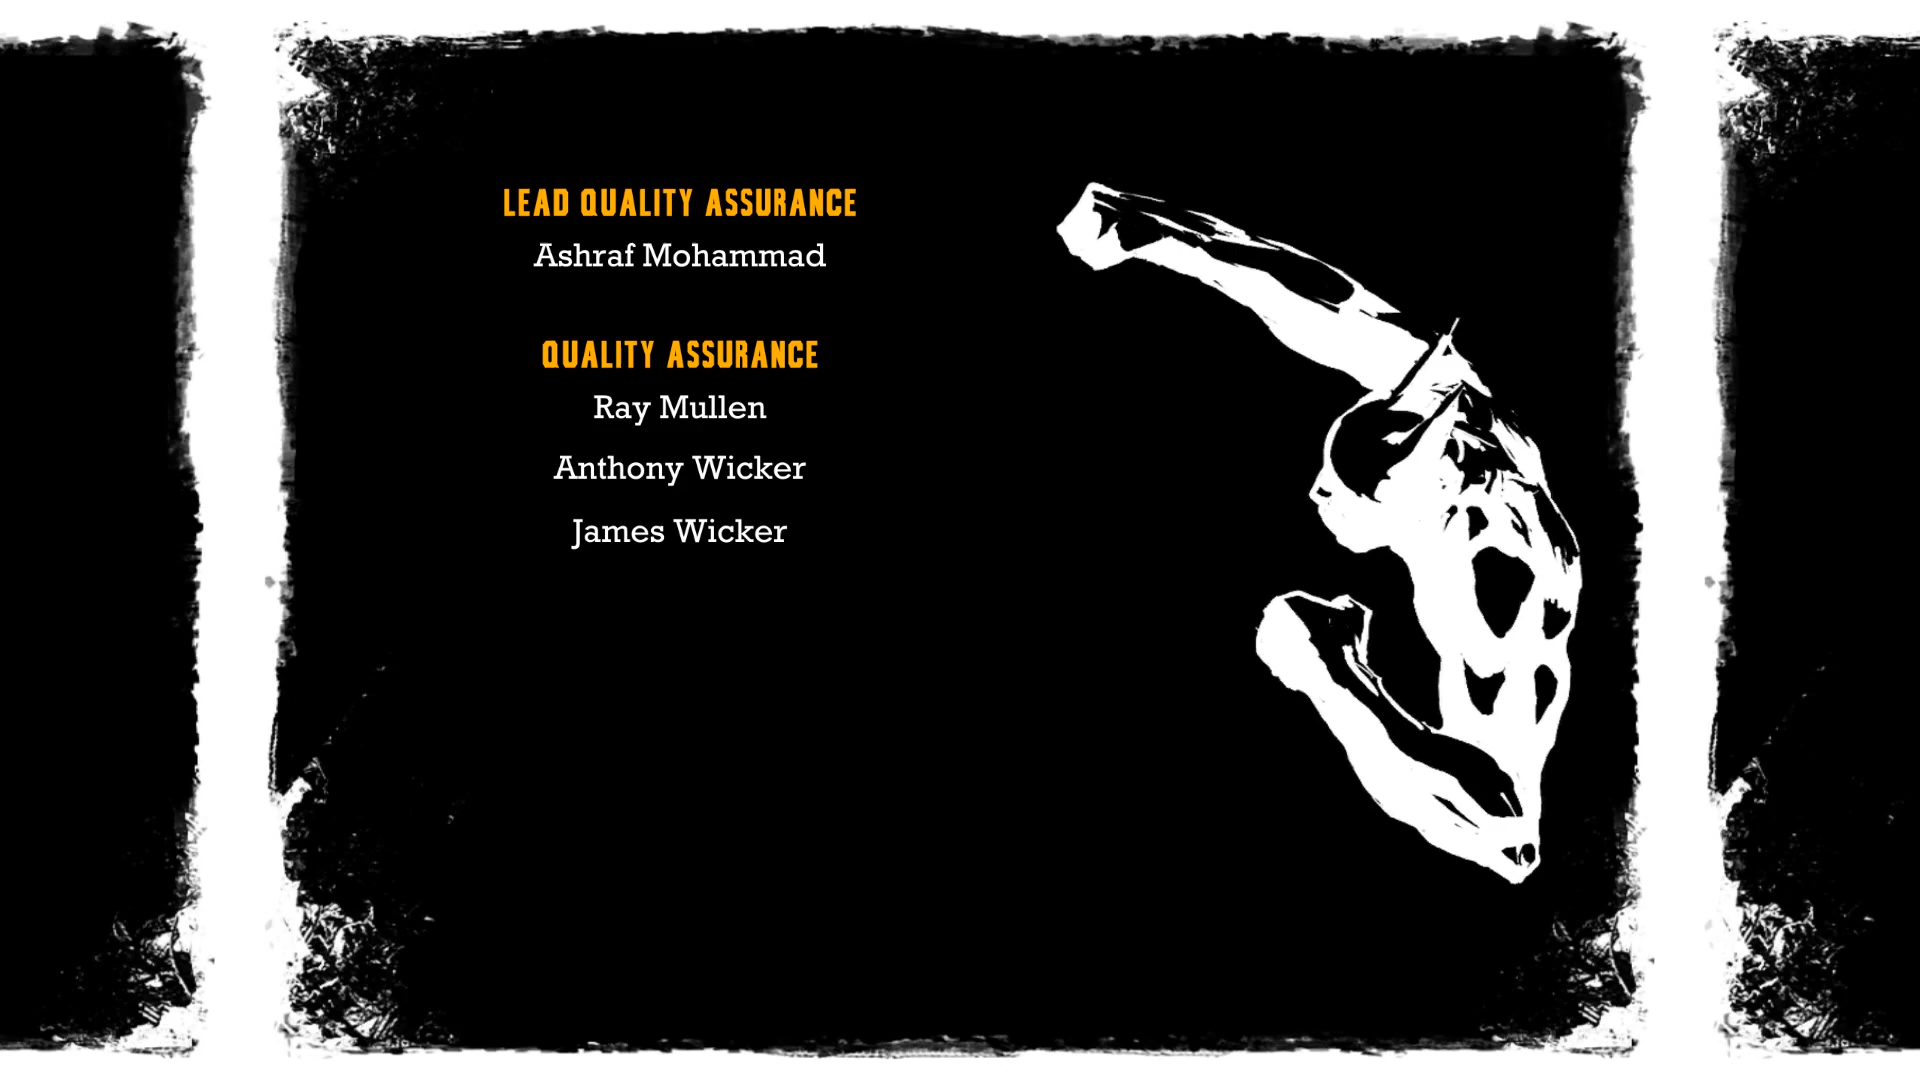 LEAD QUALITY ASSURANCE
Ashraf Mohammad
QUALITY ASSURANCE
Ray Mullen
Anthony Wicker
James Wicker